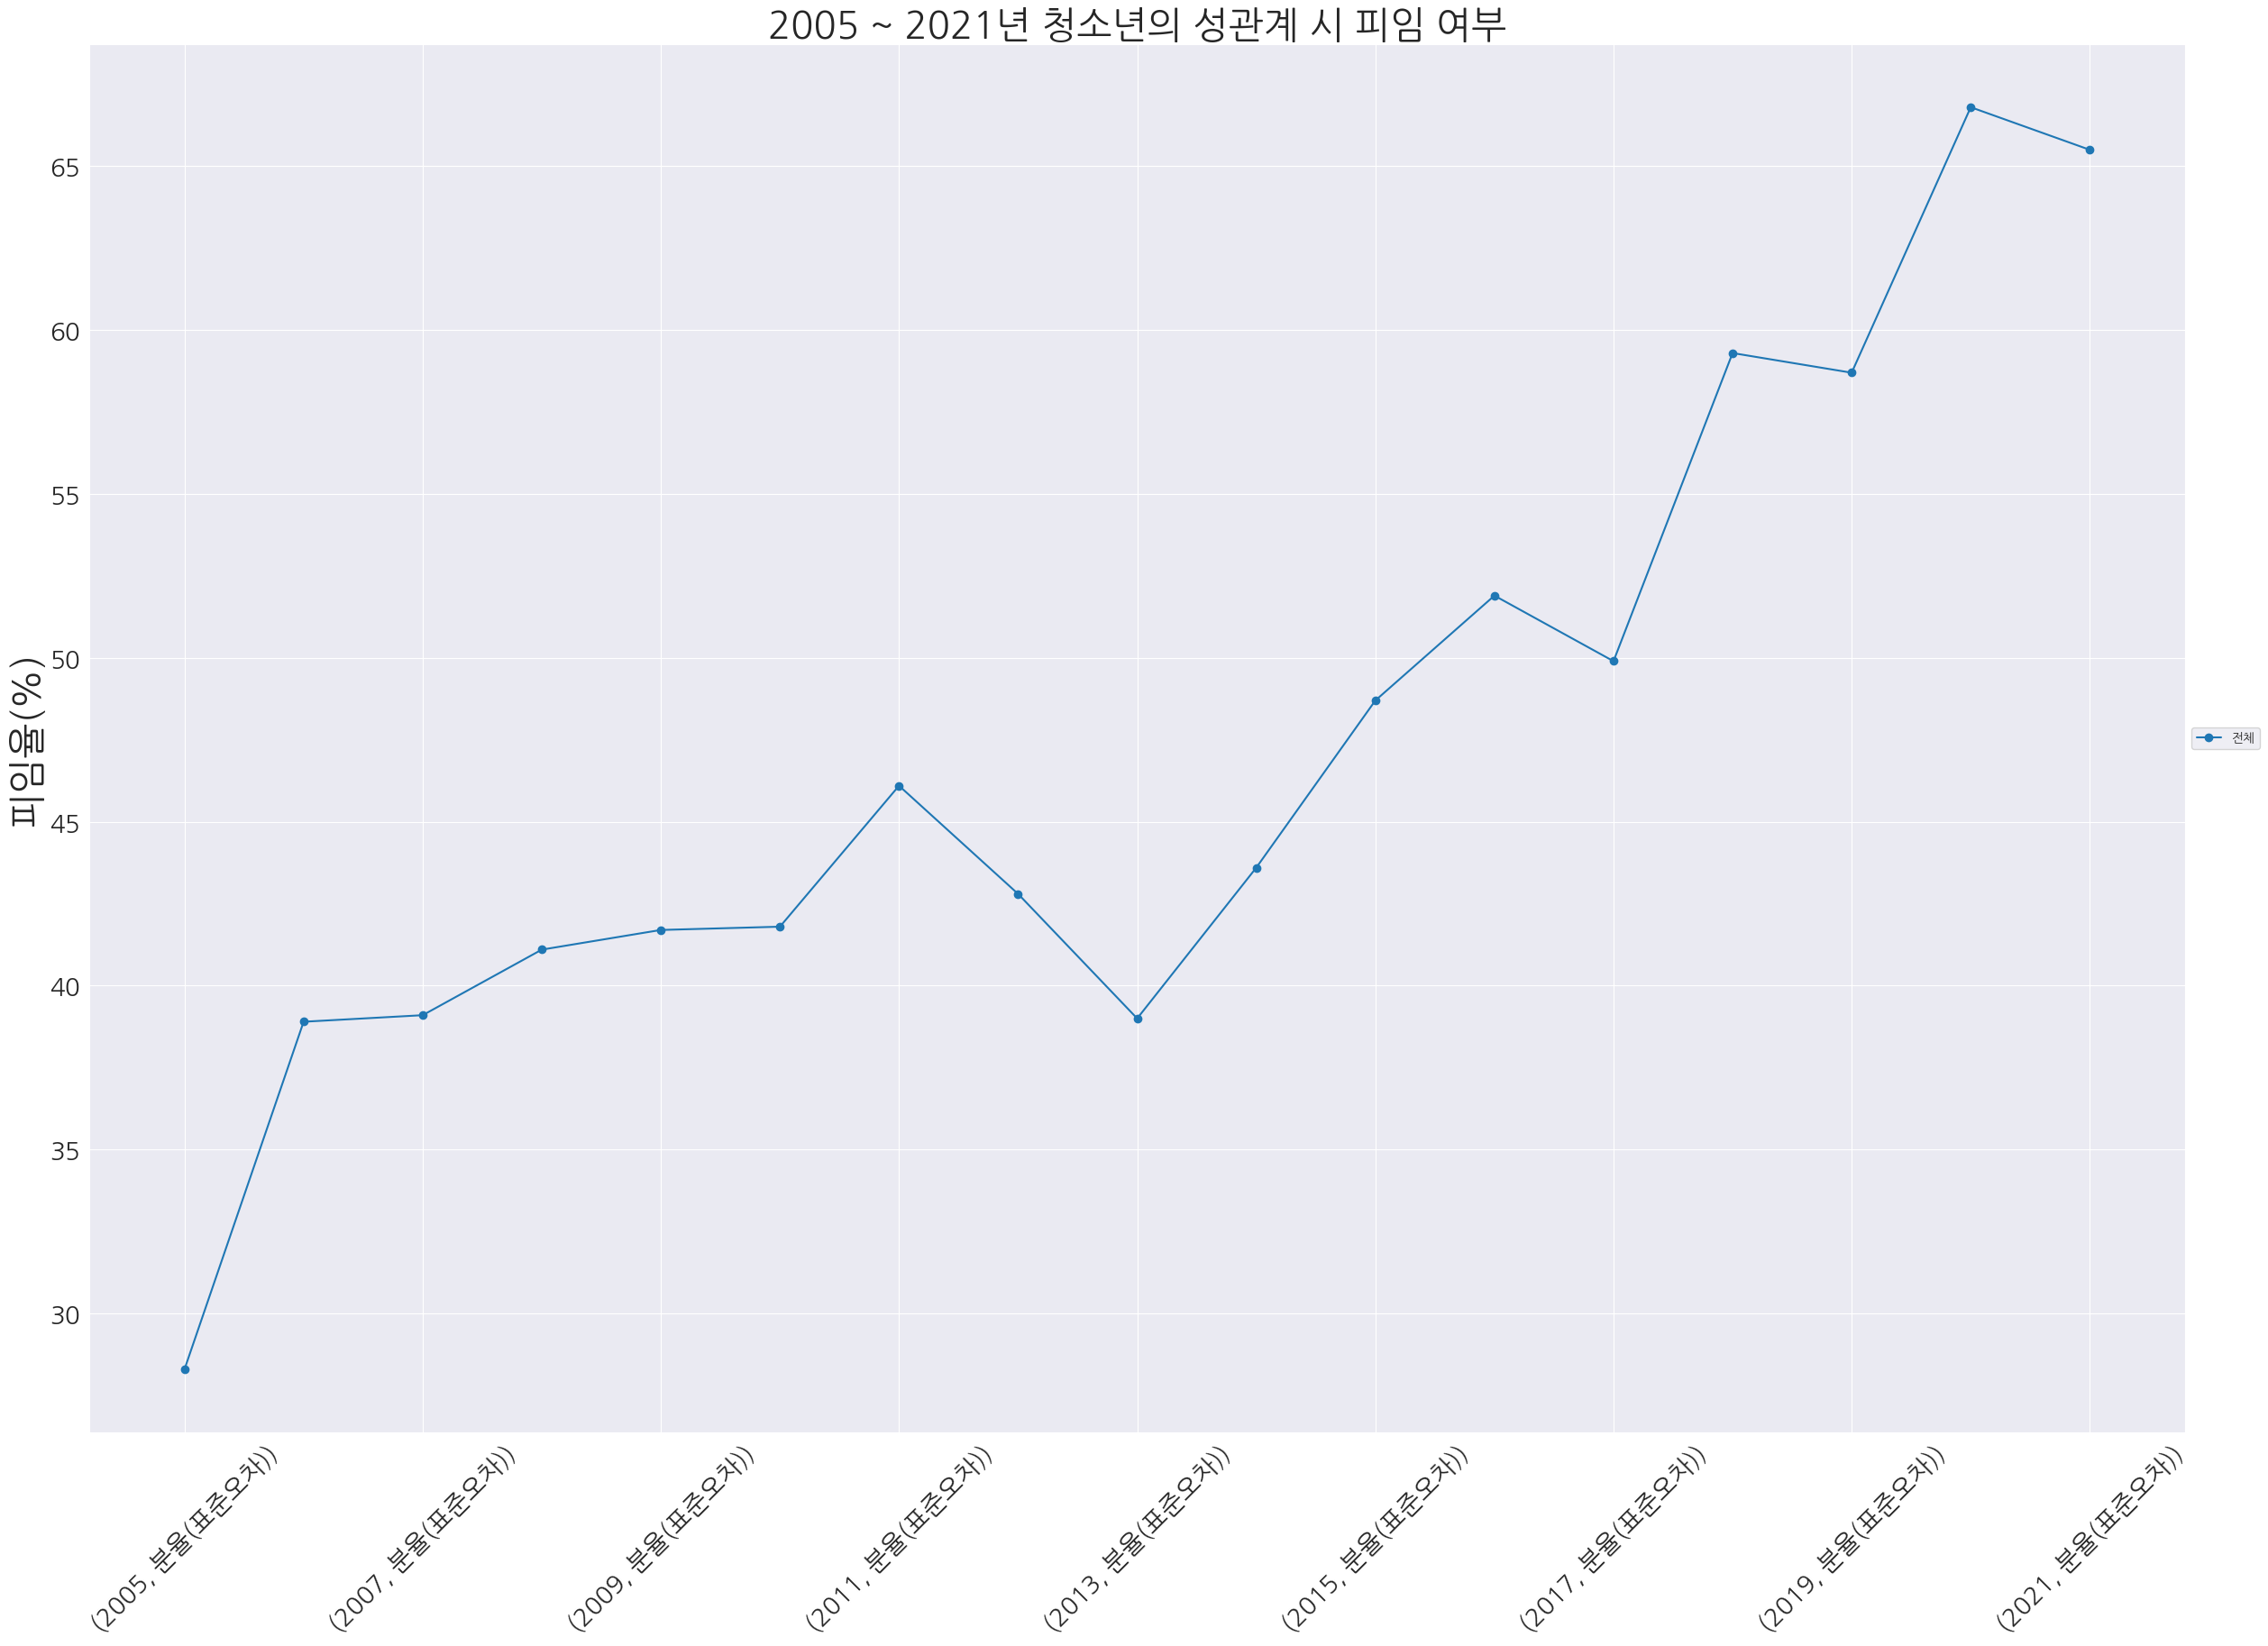 2005 ~ 2021년 청소년의 성관계 시 피임 여부
피임율(%)
65
60
55
50
45
40
35
30
전체
(2005, 분율(표준오차))
(2007, 분율(표준오차))
(2009, 분율(표준오차))
(2011, 분율(표준오차))
(2013, 분율(표준오차))
(2015, 분율(표준오차))
(2017, 분율(표준오차))
(2019, 분율(표준오차))
(2021, 분율(표준오차))